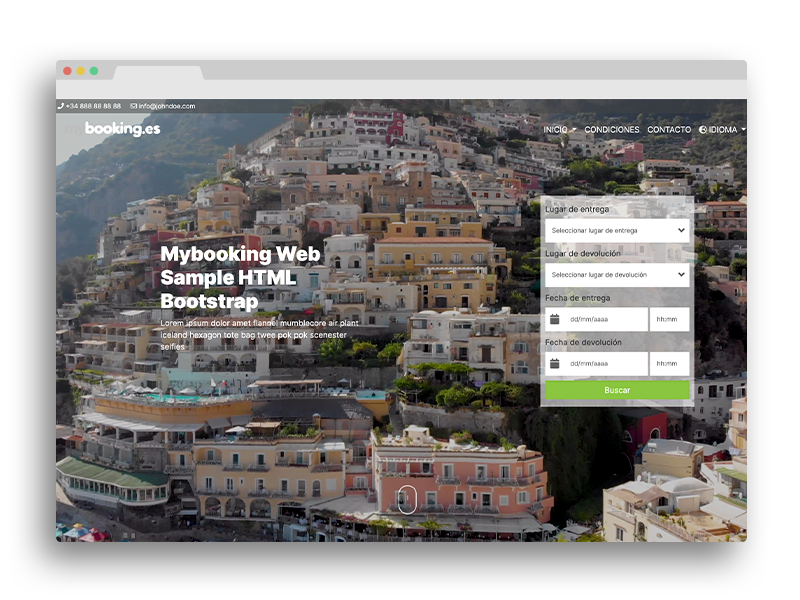 +34 888 88 88 88 info@johndoe.com
mybooking.es
INICIO CONDICIONES CONTACTO IDIOMA
Mybooking Web
Sample HTML
Bootstrap
Lorem ipsum dolor amet flannel mumblecore air plant
iceland hexagon tote bag twee pok pok scenester
selfies
Lugar de entrega
Seleccionar lugar de entrega
Lugar de devolución
Seleccionar lugar de devolución
Fecha de entrega
dd/mm/aaaa hh:mm
Fecha de devolución
dd/mm/aaaa hh:mm
Buscar